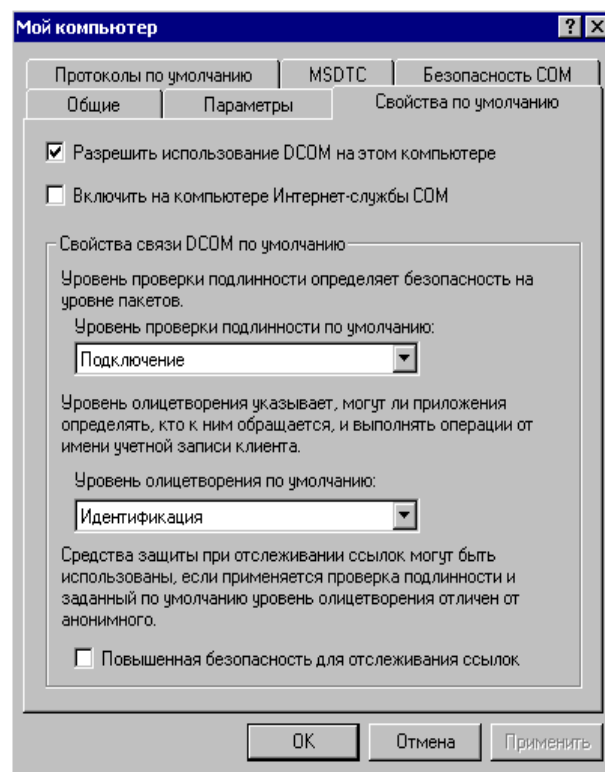 Мой компьютер
Протоколы по умолчанию MSDTC Безопасность COM
Общие Параметры Свойства по умолчанию
Разрешить использование DCOM на этом компьютере
Включить на компьютере Интернет-службы COM
Свойства связи DCOM по умолчанию
Уровень проверки подлинности определяет безопасность на
уровне пакетов.
Уровень проверки подлинности по умолчанию:
Подключение
Уровень олицетворения указывает, могут ли приложения
определять, кто к ним обращается, и выполнять операции от
имени учетной записи клиента.
Уровень олицетворения по умолчанию:
Идентификация
Средства защиты при отслеживании ссылок могут быть
использованы, если применяется проверка подлинности и
заданный по умолчанию уровень олицетворения отличен от
анонимного.
Повышенная безопасность для отслеживания ссылок
OK Отмена Применить